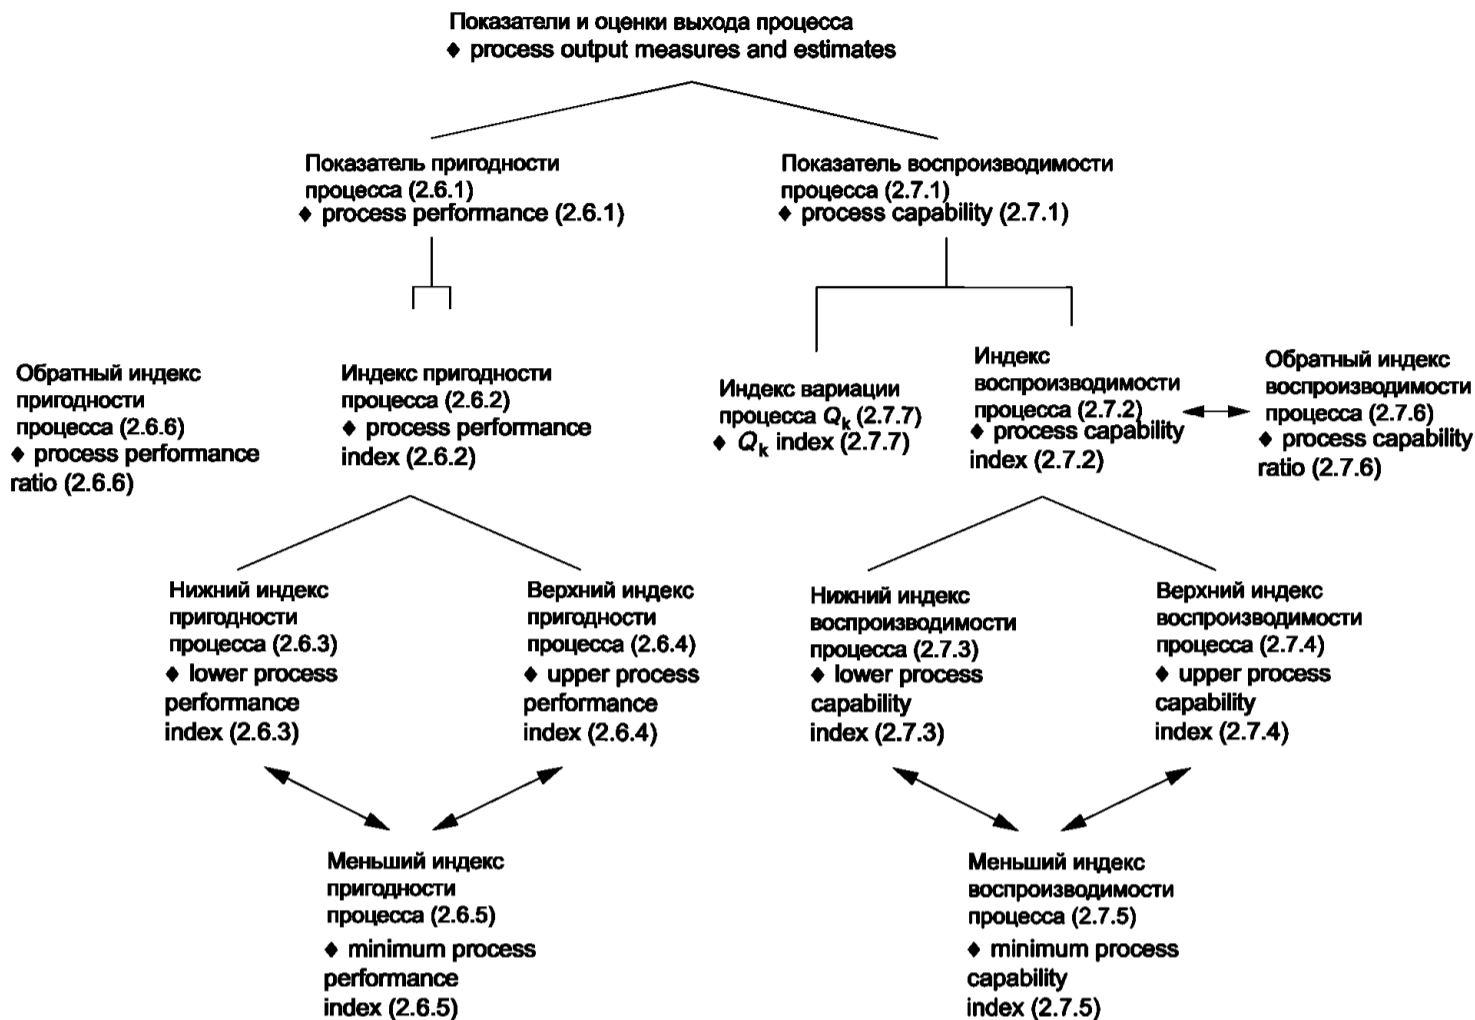 Показатели и оценки выхода процесса
♦ process output measures and estimates
Показатель пригодности
процесса (2.6.1)
♦ process performance (2.6.1)
Показатель воспроизводимости
процесса (2.7.1)
♦ process capability (2.7.1)
Обратный индекс
пригодности
процесса (2.6.6)
♦ process performance
ratio (2.6.6)
Индекс пригодности
процесса (2.6.2)
♦ process performance
index (2.6.2)
Индекс вариации
процесса Qk (2.7.7)
♦ Qk index (2.7.7)
Индекс
воспроизводимости
процесса (2.7.2)
♦ process capability
index (2.7.2)
Обратный индекс
воспроизводимости
процесса (2.7.6)
♦ process capability
ratio (2.7.6)
Нижний индекс
пригодности
процесса (2.6.3)
♦ lower process
performance
index (2.6.3)
Верхний индекс
пригодности
процесса (2.6.4)
♦ upper process
performance
index (2.6.4)
Нижний индекс
воспроизводимости
процесса (2.7.3)
♦ lower process
capability
index (2.7.3)
Верхний индекс
воспроизводимости
процесса (2.7.4)
♦ upper process
capability
index (2.7.4)
Меньший индекс
пригодности
процесса (2.6.5)
♦ minimum process
performance
index (2.6.5)
Меньший индекс
воспроизводимости
процесса (2.7.5)
♦ minimum process
capability
index (2.7.5)